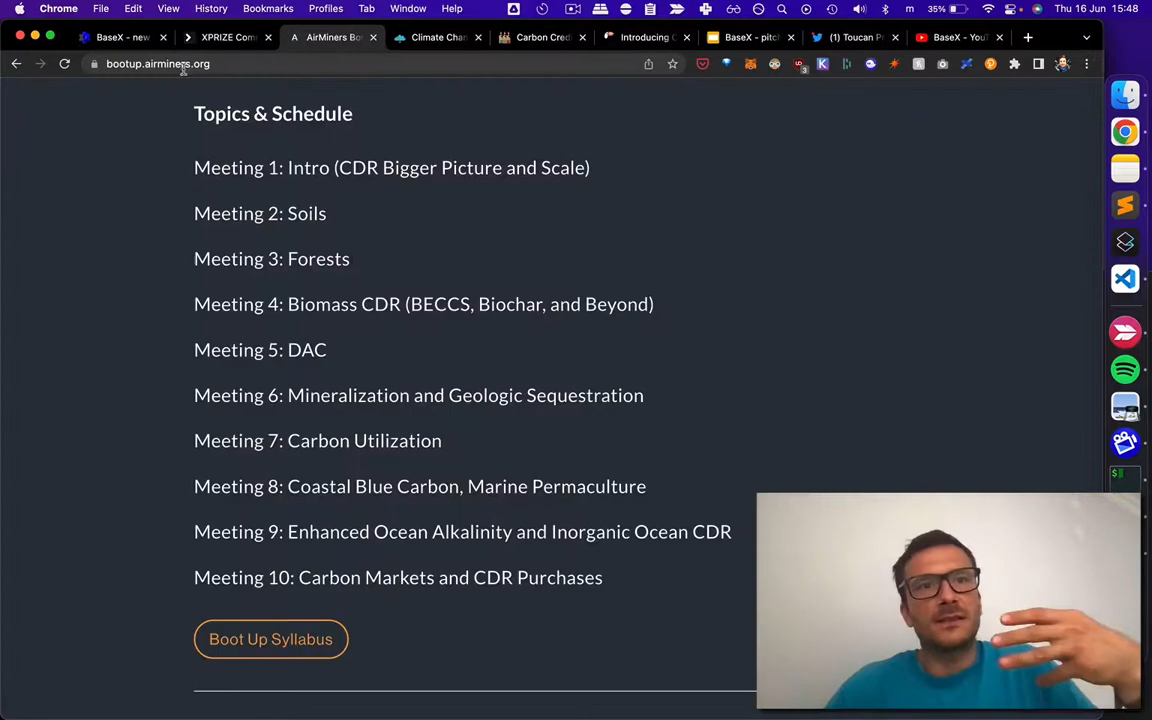 Chrome File Edit View History Bookmarks Profiles Tab Window Help 35% Thu 16 Jun 15:48
BaseX - new XPRIZE Com AirMiners Bo Climate Chan Carbon Cred Introducing BaseX - pitc (1) Toucan Pr BaseX - YouT
bootup.airminers.org
Topics & Schedule
Meeting 1: Intro (CDR Bigger Picture and Scale)
Meeting 2: Soils
Meeting 3: Forests
Meeting 4: Biomass CDR (BECCS, Biochar, and Beyond)
Meeting 5: DAC
Meeting 6: Mineralization and Geologic Sequestration
Meeting 7: Carbon Utilization
Meeting 8: Coastal Blue Carbon, Marine Permaculture
Meeting 9: Enhanced Ocean Alkalinity and Inorganic Ocean CDR
Meeting 10: Carbon Markets and CDR Purchases
Boot Up Syllabus